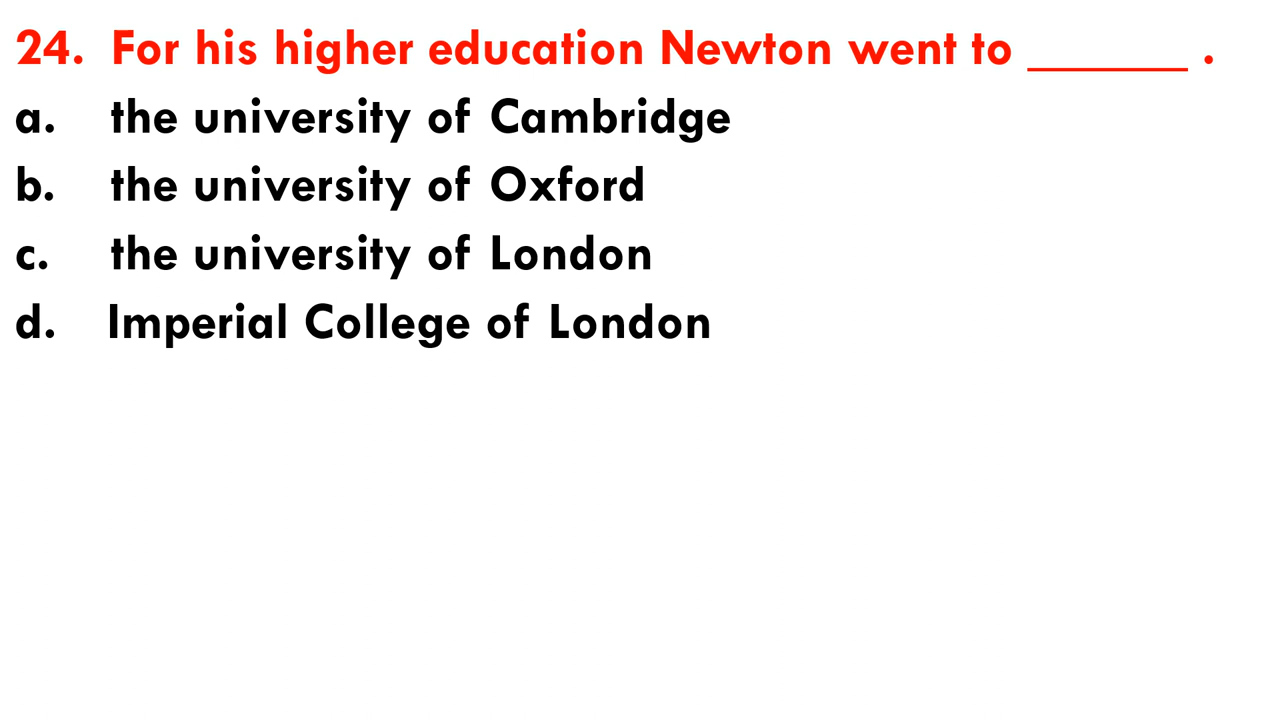 24. For his higher education Newton went to ______ .
a. the university of Cambridge
b. the university of Oxford
c. the university of London
d. Imperial College of London